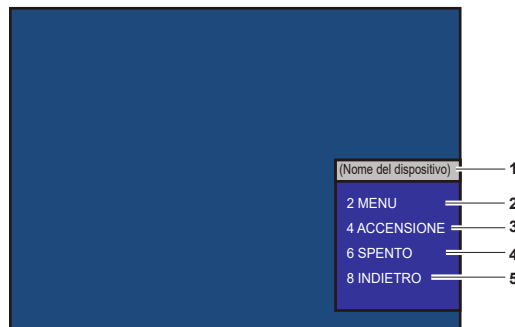 (Nome del dispositivo) 1
2 MENU 2
4 ACCENSIONE 3
6 SPENTO 4
8 INDIETRO 5